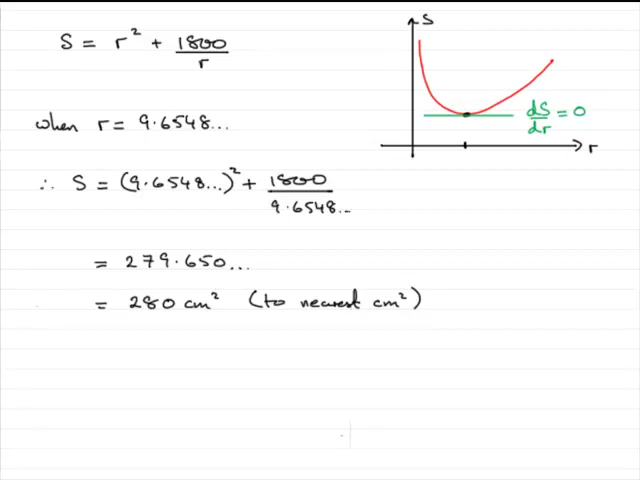 S = r² + 1800/r
when r = 9.6548...
∴ S = (9.6548...)² + 1800/9.6548...
= 279.650...
= 280 cm² (to nearest cm²)
S
dS/dr = 0
r